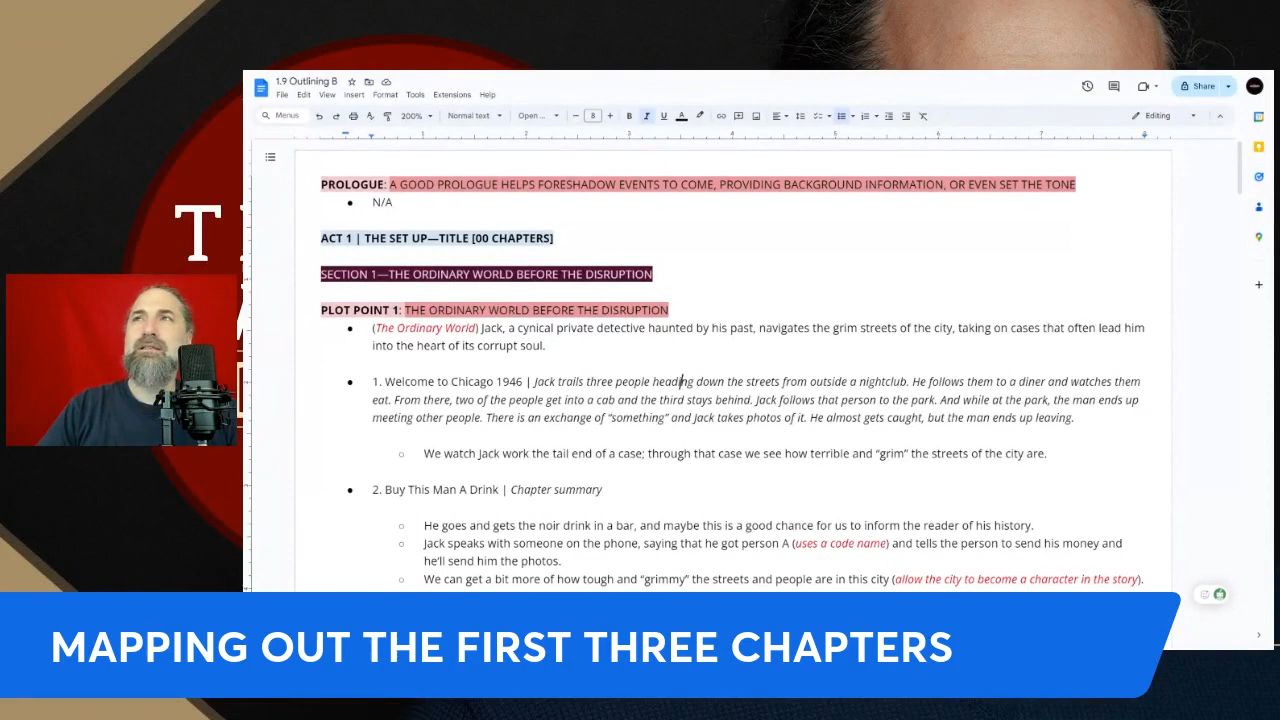 1.9 Outlining B
File Edit View Insert Format Tools Extensions Help
Share
Menus 200% Normal text Open ... 8 B I U A Editing
1 2 3 4 5 6 7 8
PROLOGUE: A GOOD PROLOGUE HELPS FORESHADOW EVENTS TO COME, PROVIDING BACKGROUND INFORMATION, OR EVEN SET THE TONE
● N/A
ACT 1 | THE SET UP—TITLE [00 CHAPTERS]
SECTION 1—THE ORDINARY WORLD BEFORE THE DISRUPTION
T
PLOT POINT 1: THE ORDINARY WORLD BEFORE THE DISRUPTION
● (The Ordinary World) Jack, a cynical private detective haunted by his past, navigates the grim streets of the city, taking on cases that often lead him
into the heart of its corrupt soul.
● 1. Welcome to Chicago 1946 | Jack trails three people heading down the streets from outside a nightclub. He follows them to a diner and watches them
eat. From there, two of the people get into a cab and the third stays behind. Jack follows that person to the park. And while at the park, the man ends up
meeting other people. There is an exchange of “something” and Jack takes photos of it. He almost gets caught, but the man ends up leaving.
○ We watch Jack work the tail end of a case; through that case we see how terrible and “grim” the streets of the city are.
● 2. Buy This Man A Drink | Chapter summary
○ He goes and gets the noir drink in a bar, and maybe this is a good chance for us to inform the reader of his history.
○ Jack speaks with someone on the phone, saying that he got person A (uses a code name) and tells the person to send his money and
he’ll send him the photos.
○ We can get a bit more of how tough and “grimmy” the streets and people are in this city (allow the city to become a character in the story).
MAPPING OUT THE FIRST THREE CHAPTERS